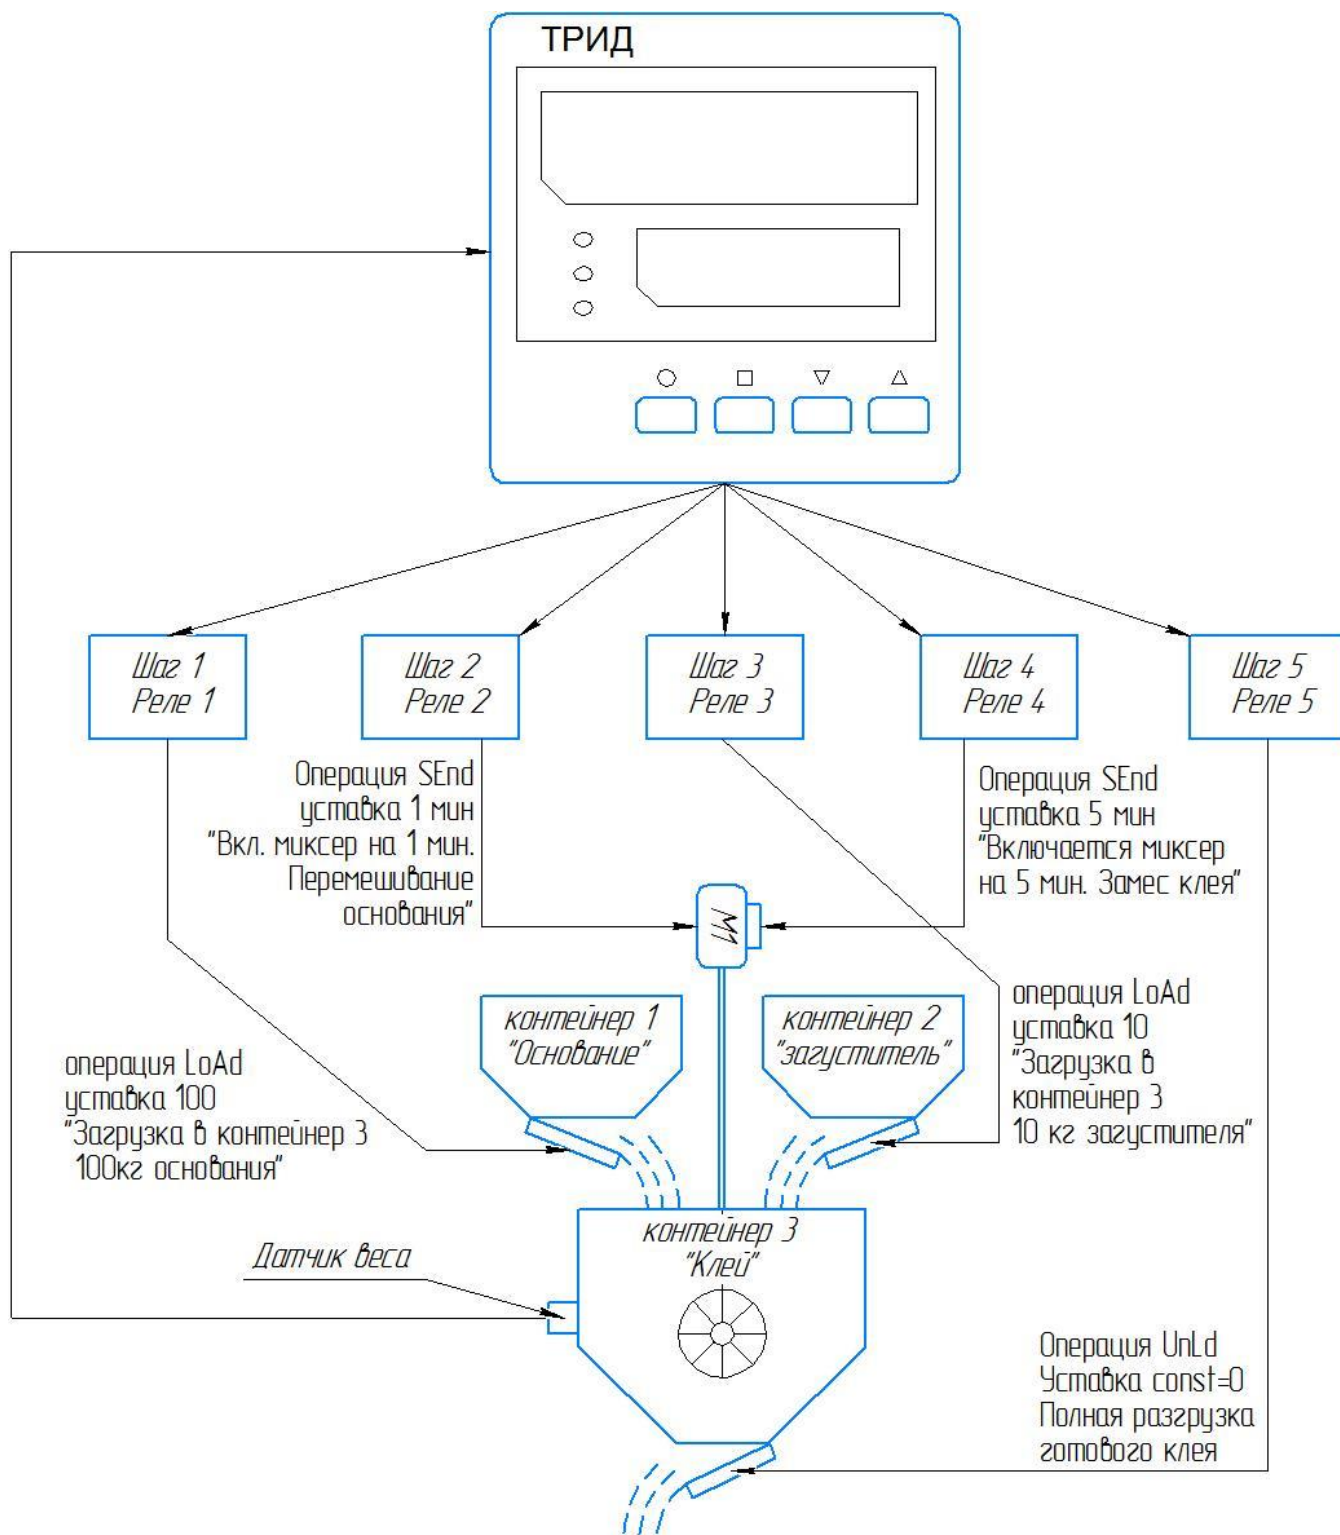 ТРИД
Шаг 1
Реле 1
Шаг 2
Реле 2
Шаг 3
Реле 3
Шаг 4
Реле 4
Шаг 5
Реле 5
Операция SEnd
уставка 1 мин
"Вкл. миксер на 1 мин.
Перемешивание
основания"
Операция SEnd
уставка 5 мин
"Включается миксер
на 5 мин. Замес клея"
М1
контейнер 1
"Основание"
контейнер 2
"загуститель"
операция LoAd
уставка 10
"Загрузка в
контейнер 3
10 кг загустителя"
операция LoAd
уставка 100
"Загрузка в контейнер 3
100кг основания"
контейнер 3
"Клей"
Датчик веса
Операция UnLd
Уставка const=0
Полная разгрузка
готового клея